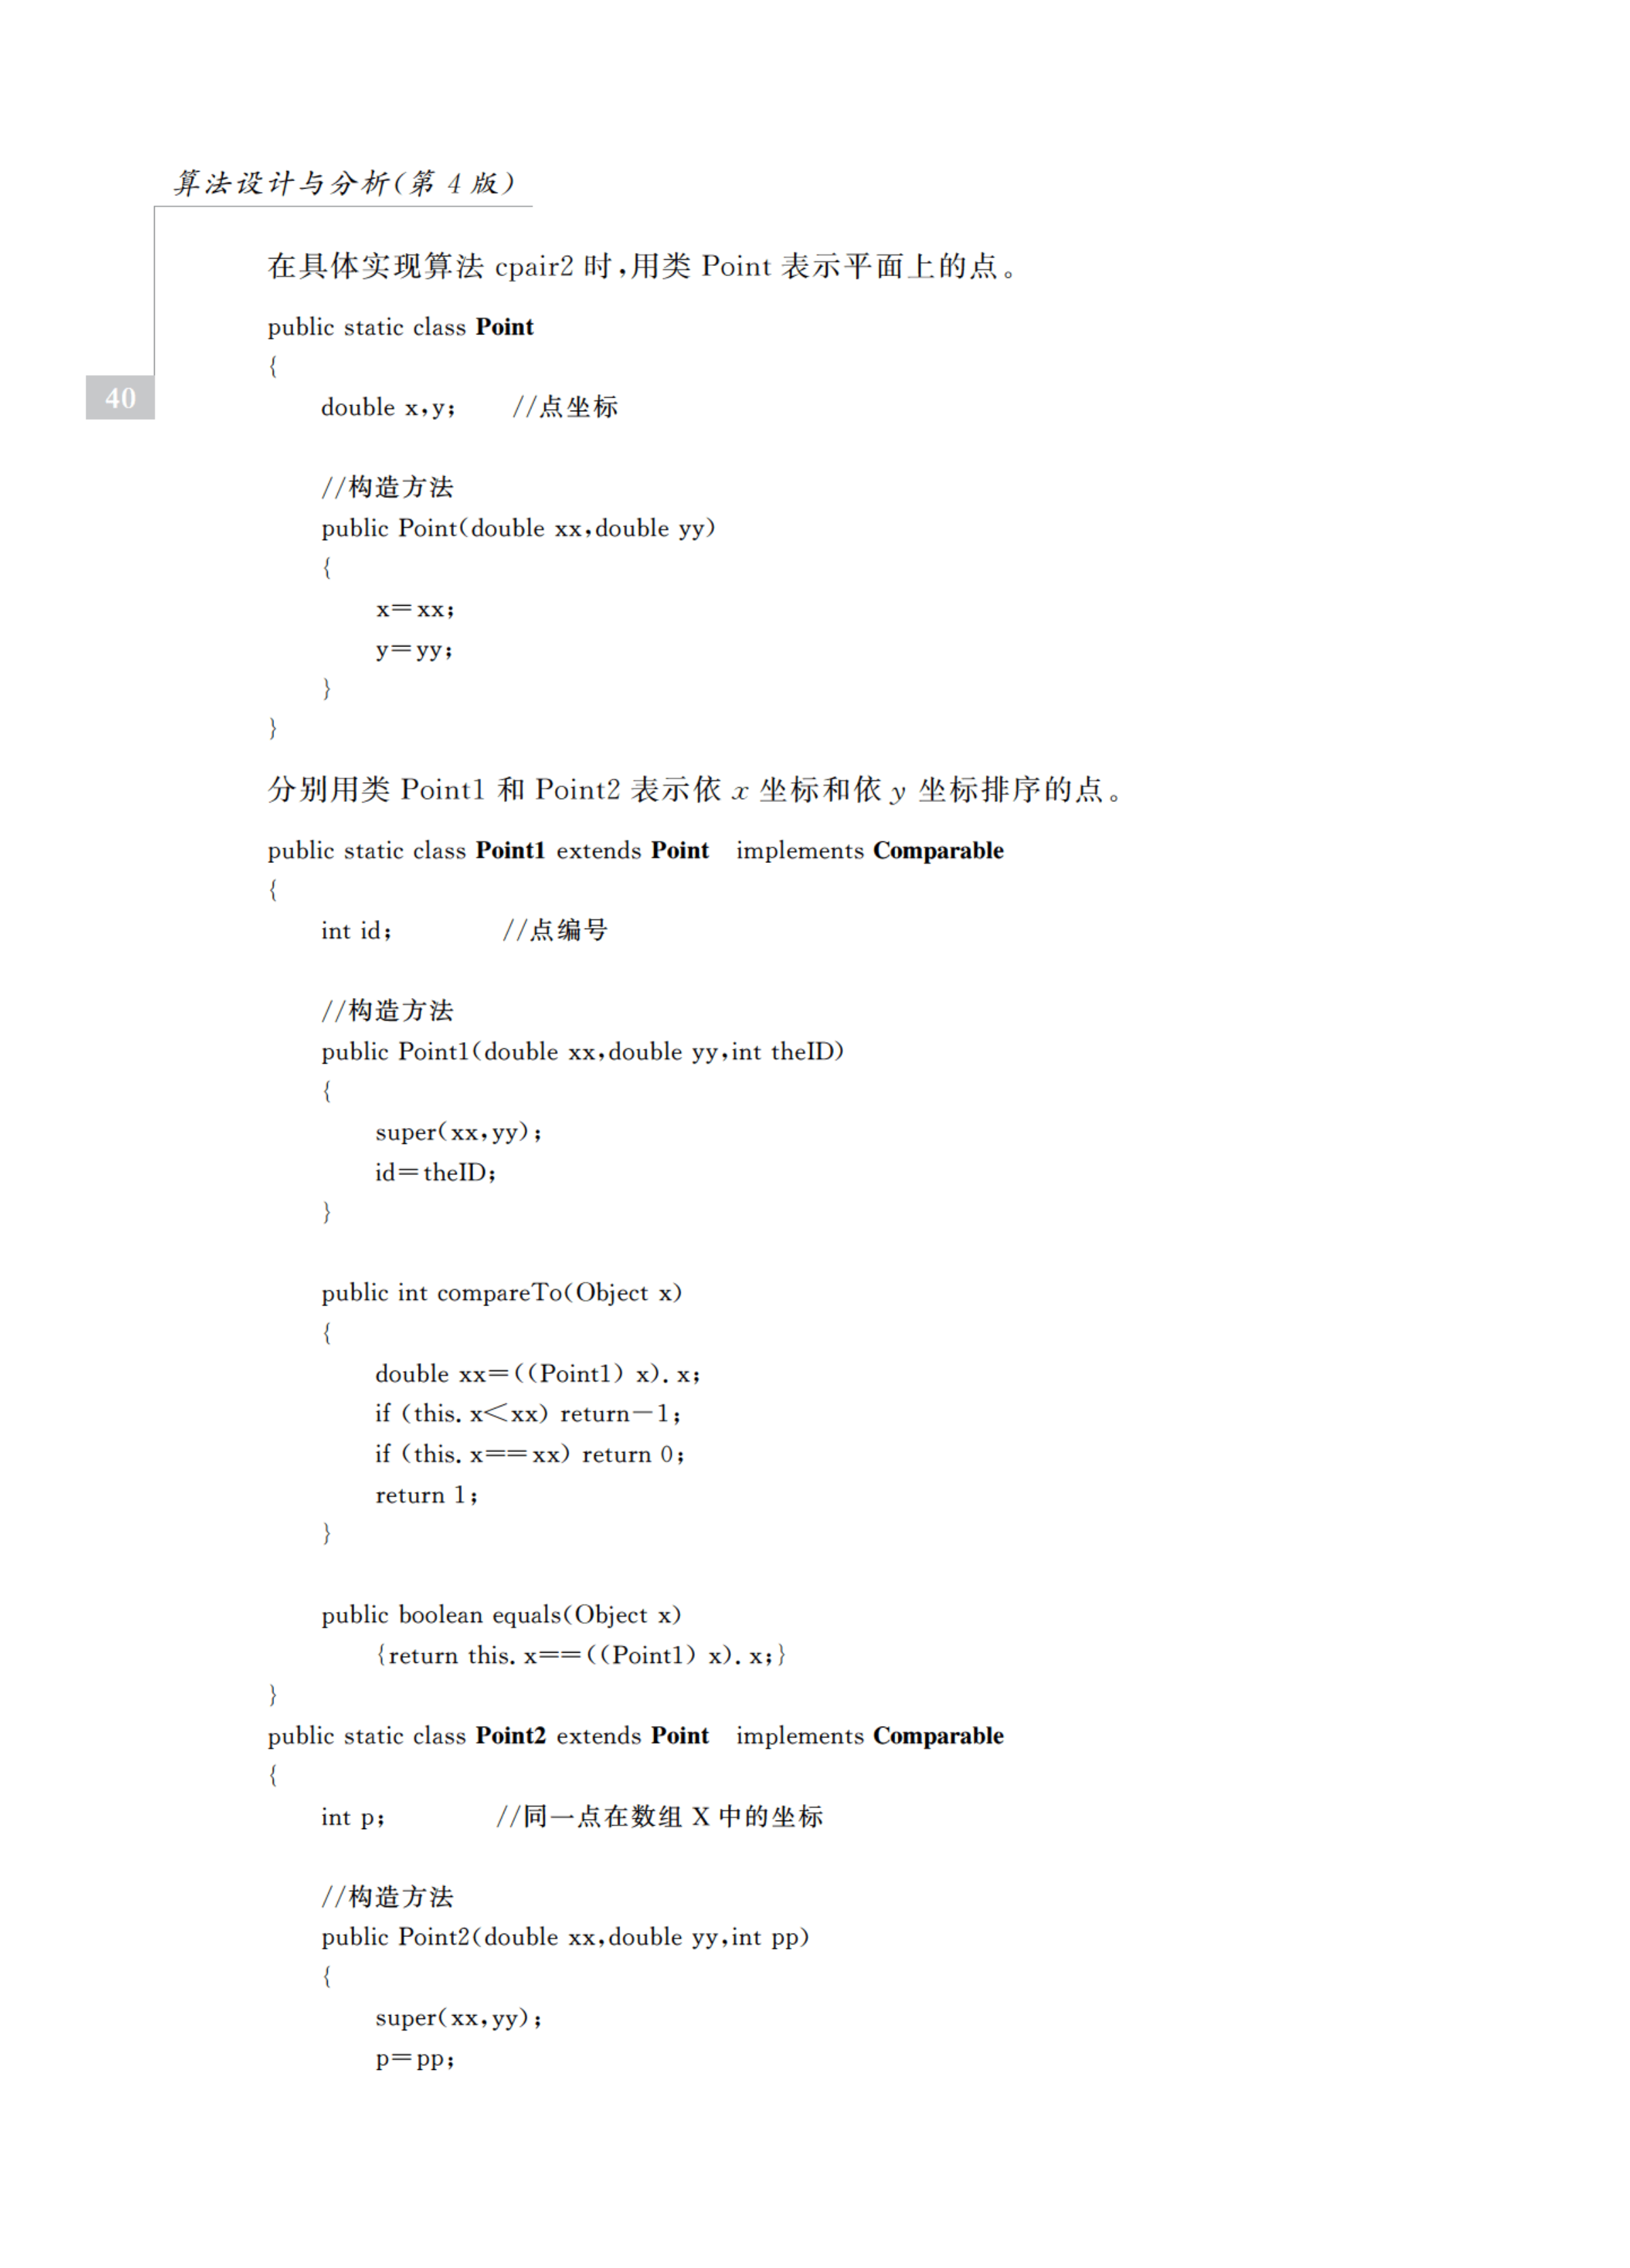 算法设计与分析(第 4 版)
在具体实现算法 cpair2 时,用类 Point 表示平面上的点。
public static class Point
{
40
double x,y; //点坐标
//构造方法
public Point(double xx,double yy)
{
x=xx;
y=yy;
}
}
分别用类 Point1 和 Point2 表示依 x 坐标和依 y 坐标排序的点。
public static class Point1 extends Point implements Comparable
{
int id; //点编号
//构造方法
public Point1(double xx,double yy,int theID)
{
super(xx,yy);
id=theID;
}
public int compareTo(Object x)
{
double xx=((Point1) x). x;
if (this. x<xx) return-1;
if (this. x==xx) return 0;
return 1;
}
public boolean equals(Object x)
{return this. x==((Point1) x). x;}
}
public static class Point2 extends Point implements Comparable
{
int p; //同一点在数组 X 中的坐标
//构造方法
public Point2(double xx,double yy,int pp)
{
super(xx,yy);
p=pp;